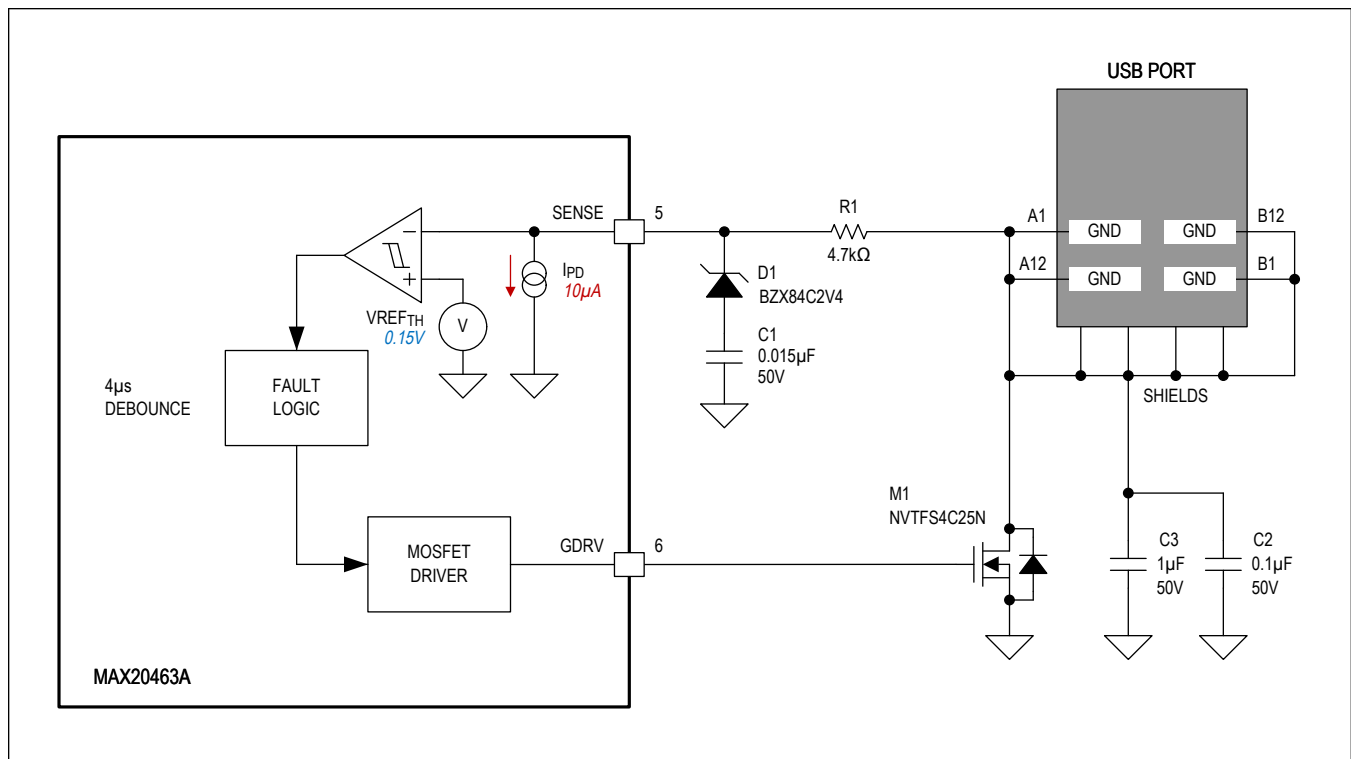 USB PORT
SENSE
5
R1
4.7kΩ
A1
GND
GND
B12
A12
GND
GND
B1
−
+
IPD
10µA
VREFTH
0.15V
V
D1
BZX84C2V4
C1
0.015µF
50V
4µs
DEBOUNCE
FAULT
LOGIC
SHIELDS
M1
NVTFS4C25N
MOSFET
DRIVER
GDRV
6
C3
1µF
50V
C2
0.1µF
50V
MAX20463A